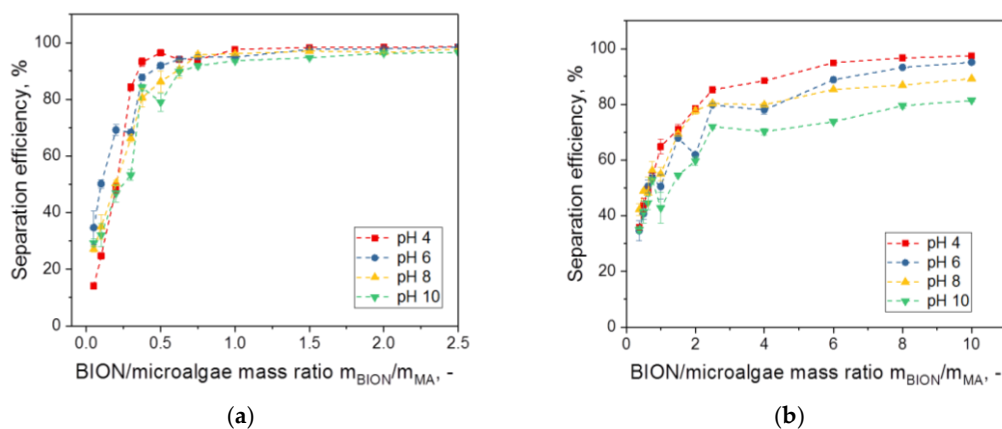 100
80
60
40
20
0
Separation efficiency, %
pH 4
pH 6
pH 8
pH 10
0.0 0.5 1.0 1.5 2.0 2.5
BION/microalgae mass ratio mBION/mMA, -
(a)
100
80
60
40
20
0
Separation efficiency, %
pH 4
pH 6
pH 8
pH 10
2 4 6 8 10
BION/microalgae mass ratio mBION/mMA, -
(b)